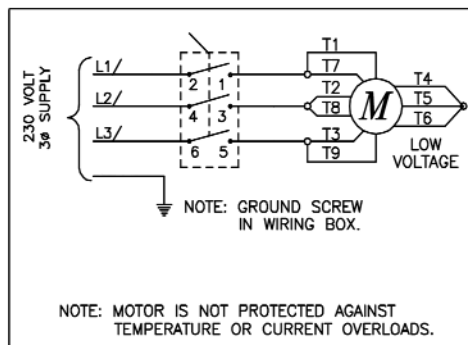 230 VOLT
3ø SUPPLY
L1/
L2/
L3/
2 1
4 3
6 5
T1
T7
T2
T8
T3
T9
M
T4
T5
T6
LOW
VOLTAGE
NOTE: GROUND SCREW
IN WIRING BOX.
NOTE: MOTOR IS NOT PROTECTED AGAINST
TEMPERATURE OR CURRENT OVERLOADS.